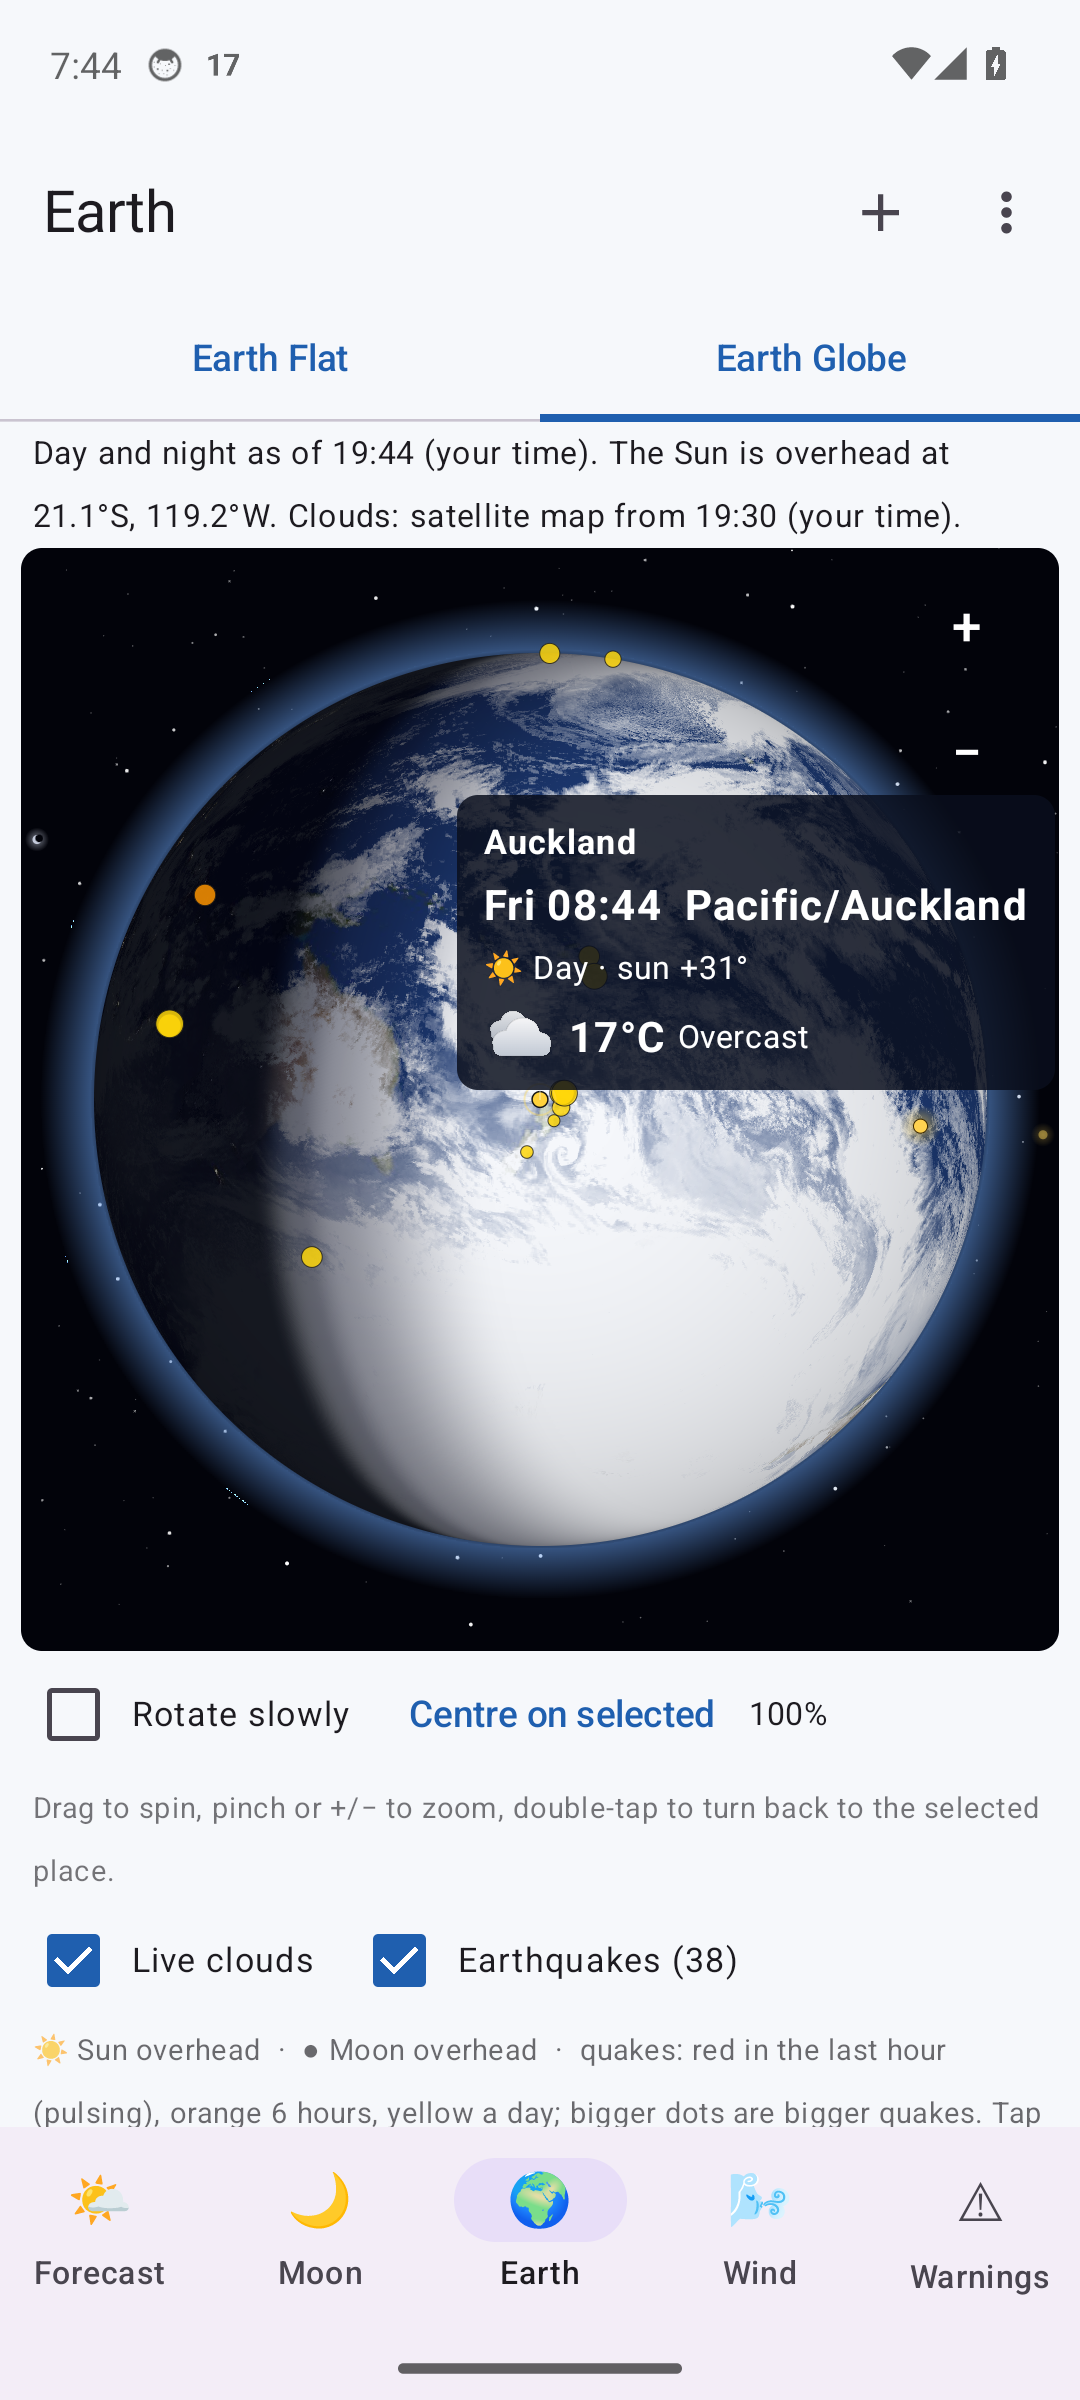 7:44 17
Earth
Earth Flat Earth Globe
Day and night as of 19:44 (your time). The Sun is overhead at
21.1°S, 119.2°W. Clouds: satellite map from 19:30 (your time).
+
−
Auckland
Fri 08:44 Pacific/Auckland
Day · sun +31°
17°C Overcast
Rotate slowly Centre on selected 100%
Drag to spin, pinch or +/− to zoom, double-tap to turn back to the selected
place.
Live clouds Earthquakes (38)
☀️ Sun overhead · ● Moon overhead · quakes: red in the last hour
(pulsing), orange 6 hours, yellow a day; bigger dots are bigger quakes. Tap
Forecast Moon Earth Wind Warnings